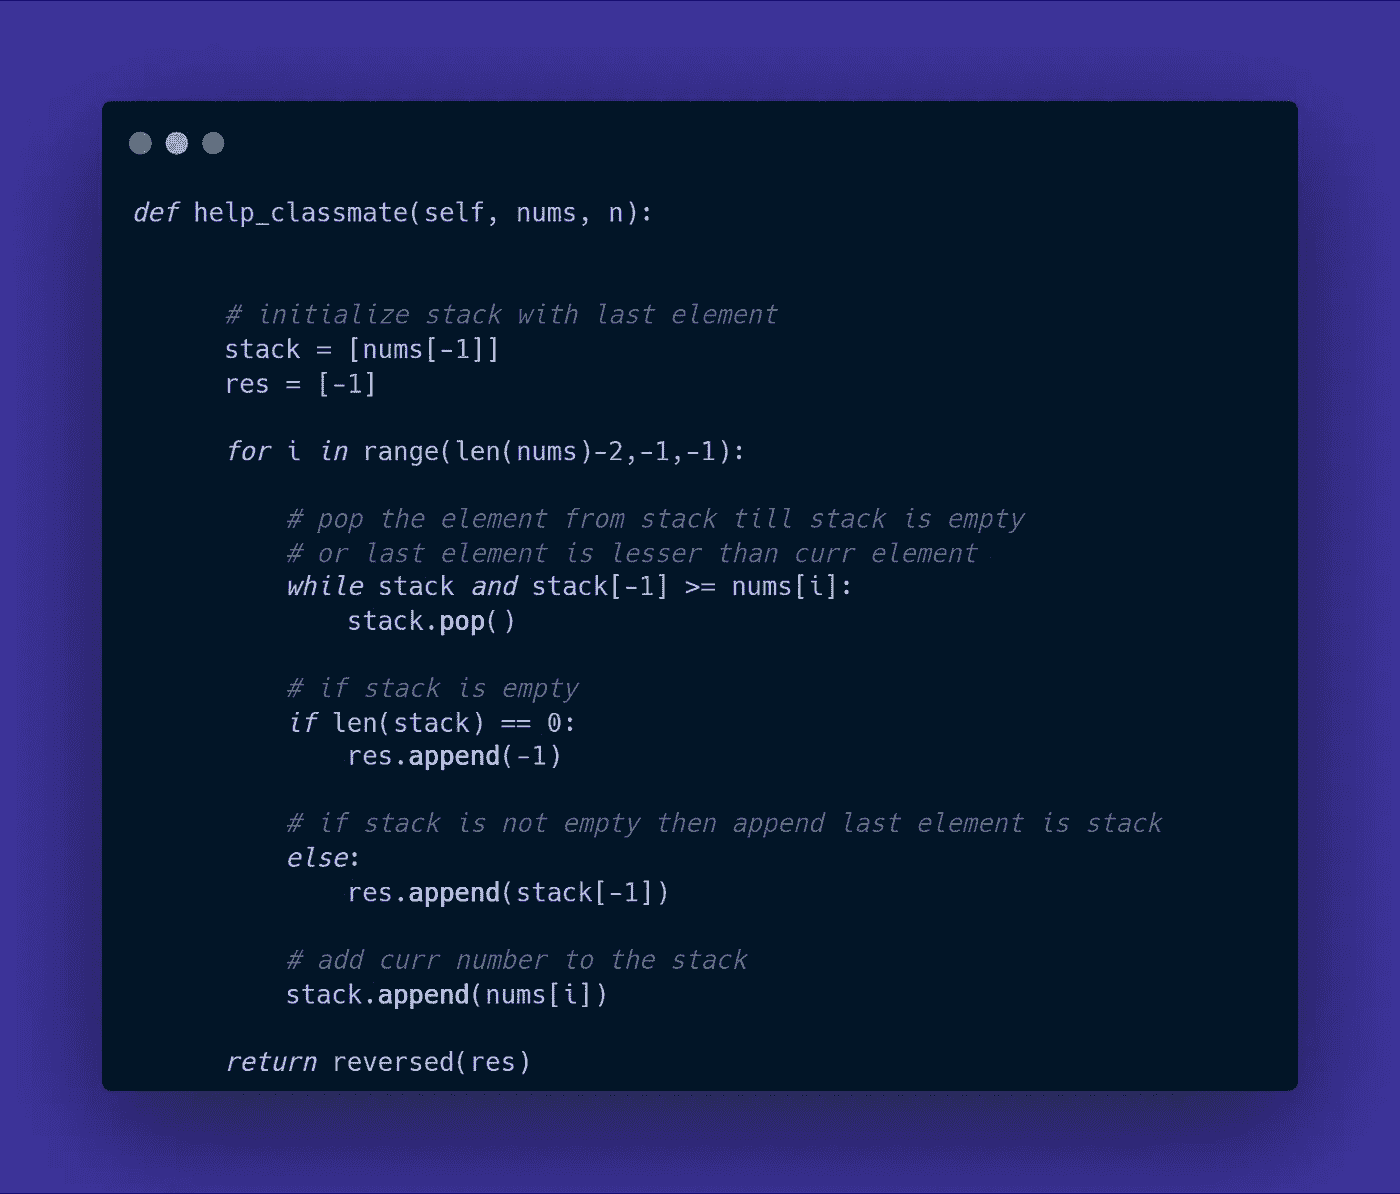 def help_classmate(self, nums, n):
# initialize stack with last element
stack = [nums[-1]]
res = [-1]
for i in range(len(nums)-2,-1,-1):
# pop the element from stack till stack is empty
# or last element is lesser than curr element
while stack and stack[-1] >= nums[i]:
stack.pop()
# if stack is empty
if len(stack) == 0:
res.append(-1)
# if stack is not empty then append last element is stack
else:
res.append(stack[-1])
# add curr number to the stack
stack.append(nums[i])
return reversed(res)